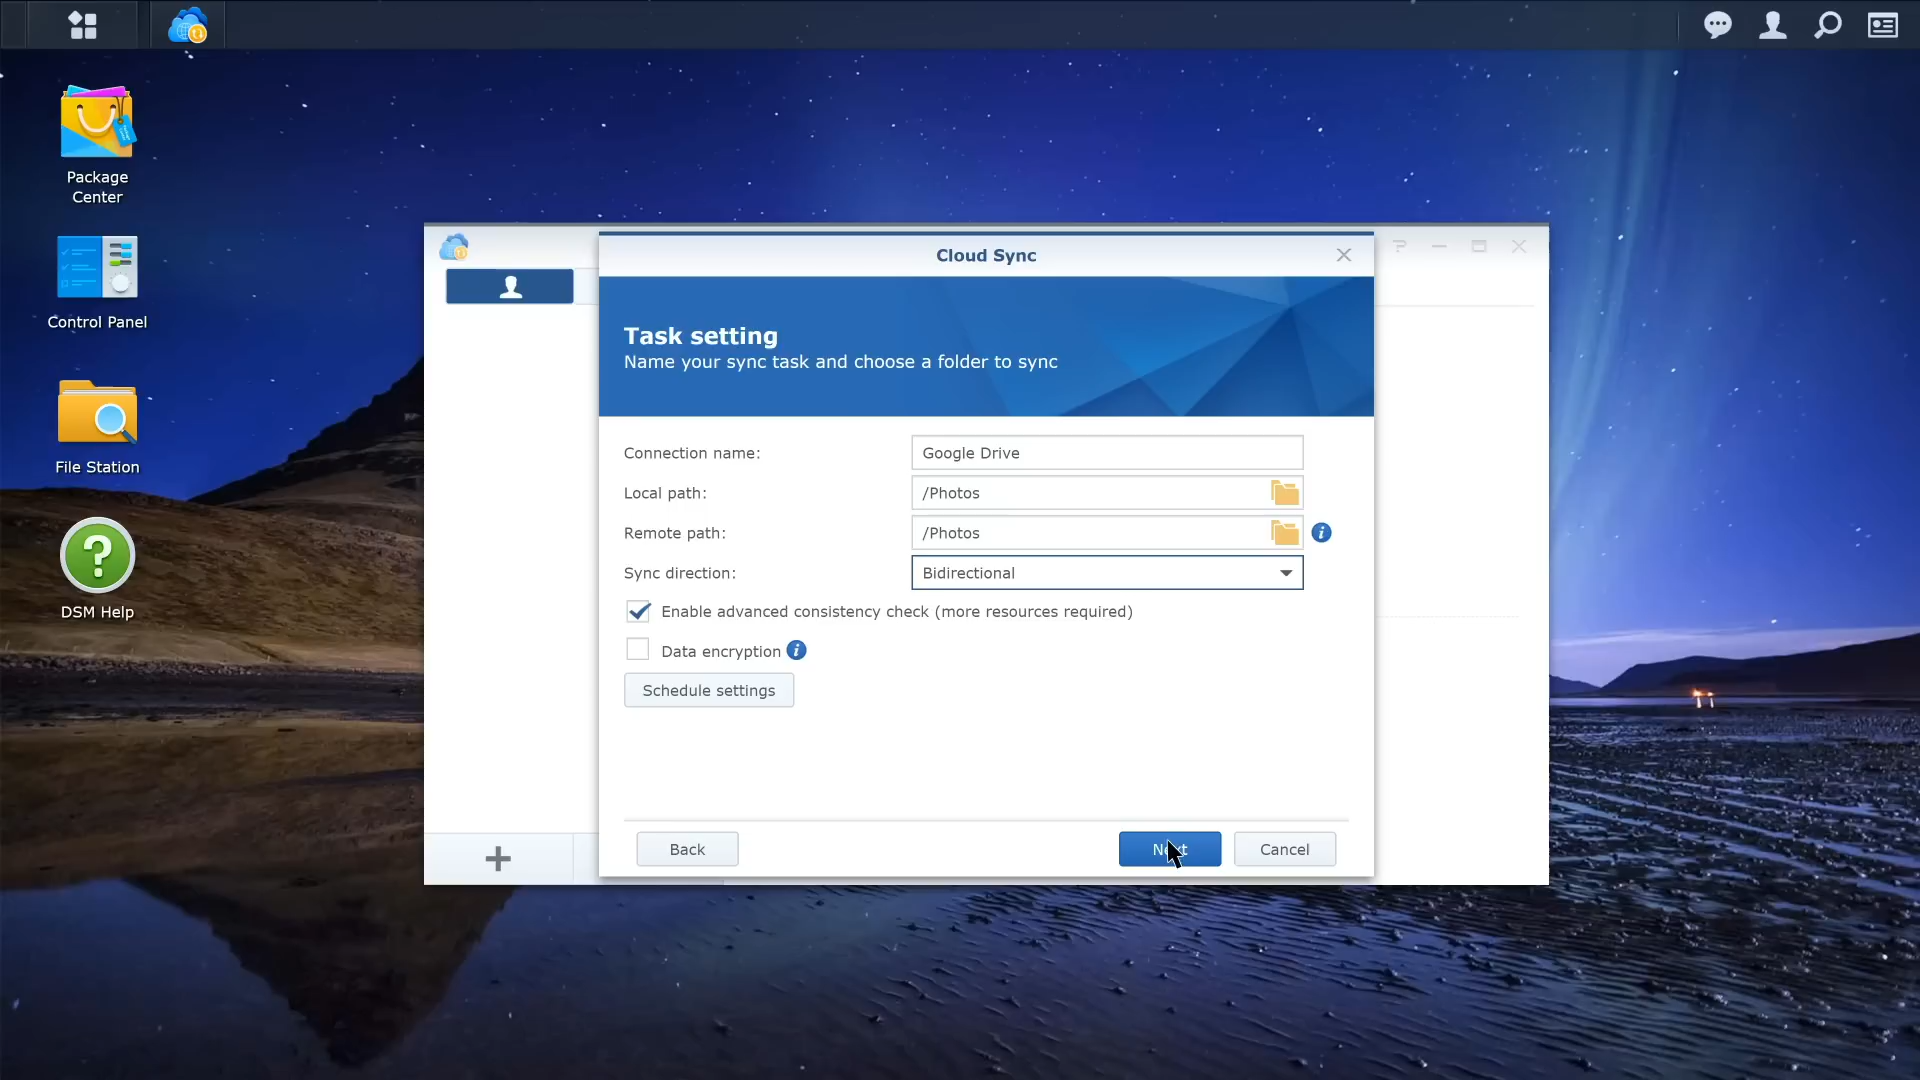 Package
Center
Control Panel
File Station
DSM Help
Cloud Sync
Task setting
Name your sync task and choose a folder to sync
Connection name: Google Drive
Local path: /Photos
Remote path: /Photos
Sync direction: Bidirectional
Enable advanced consistency check (more resources required)
Data encryption
Schedule settings
Back Next Cancel